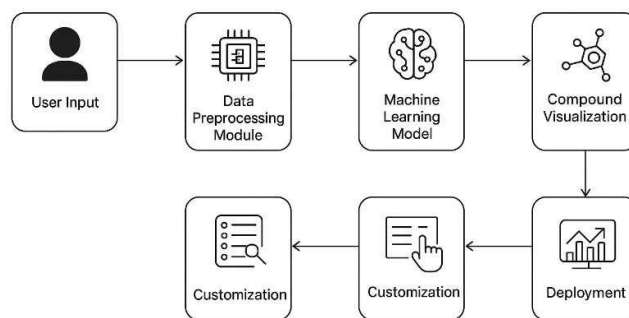 User Input
Data
Preprocessing
Module
Machine
Learning
Model
Compound
Visualization
Customization
Customization
Deployment